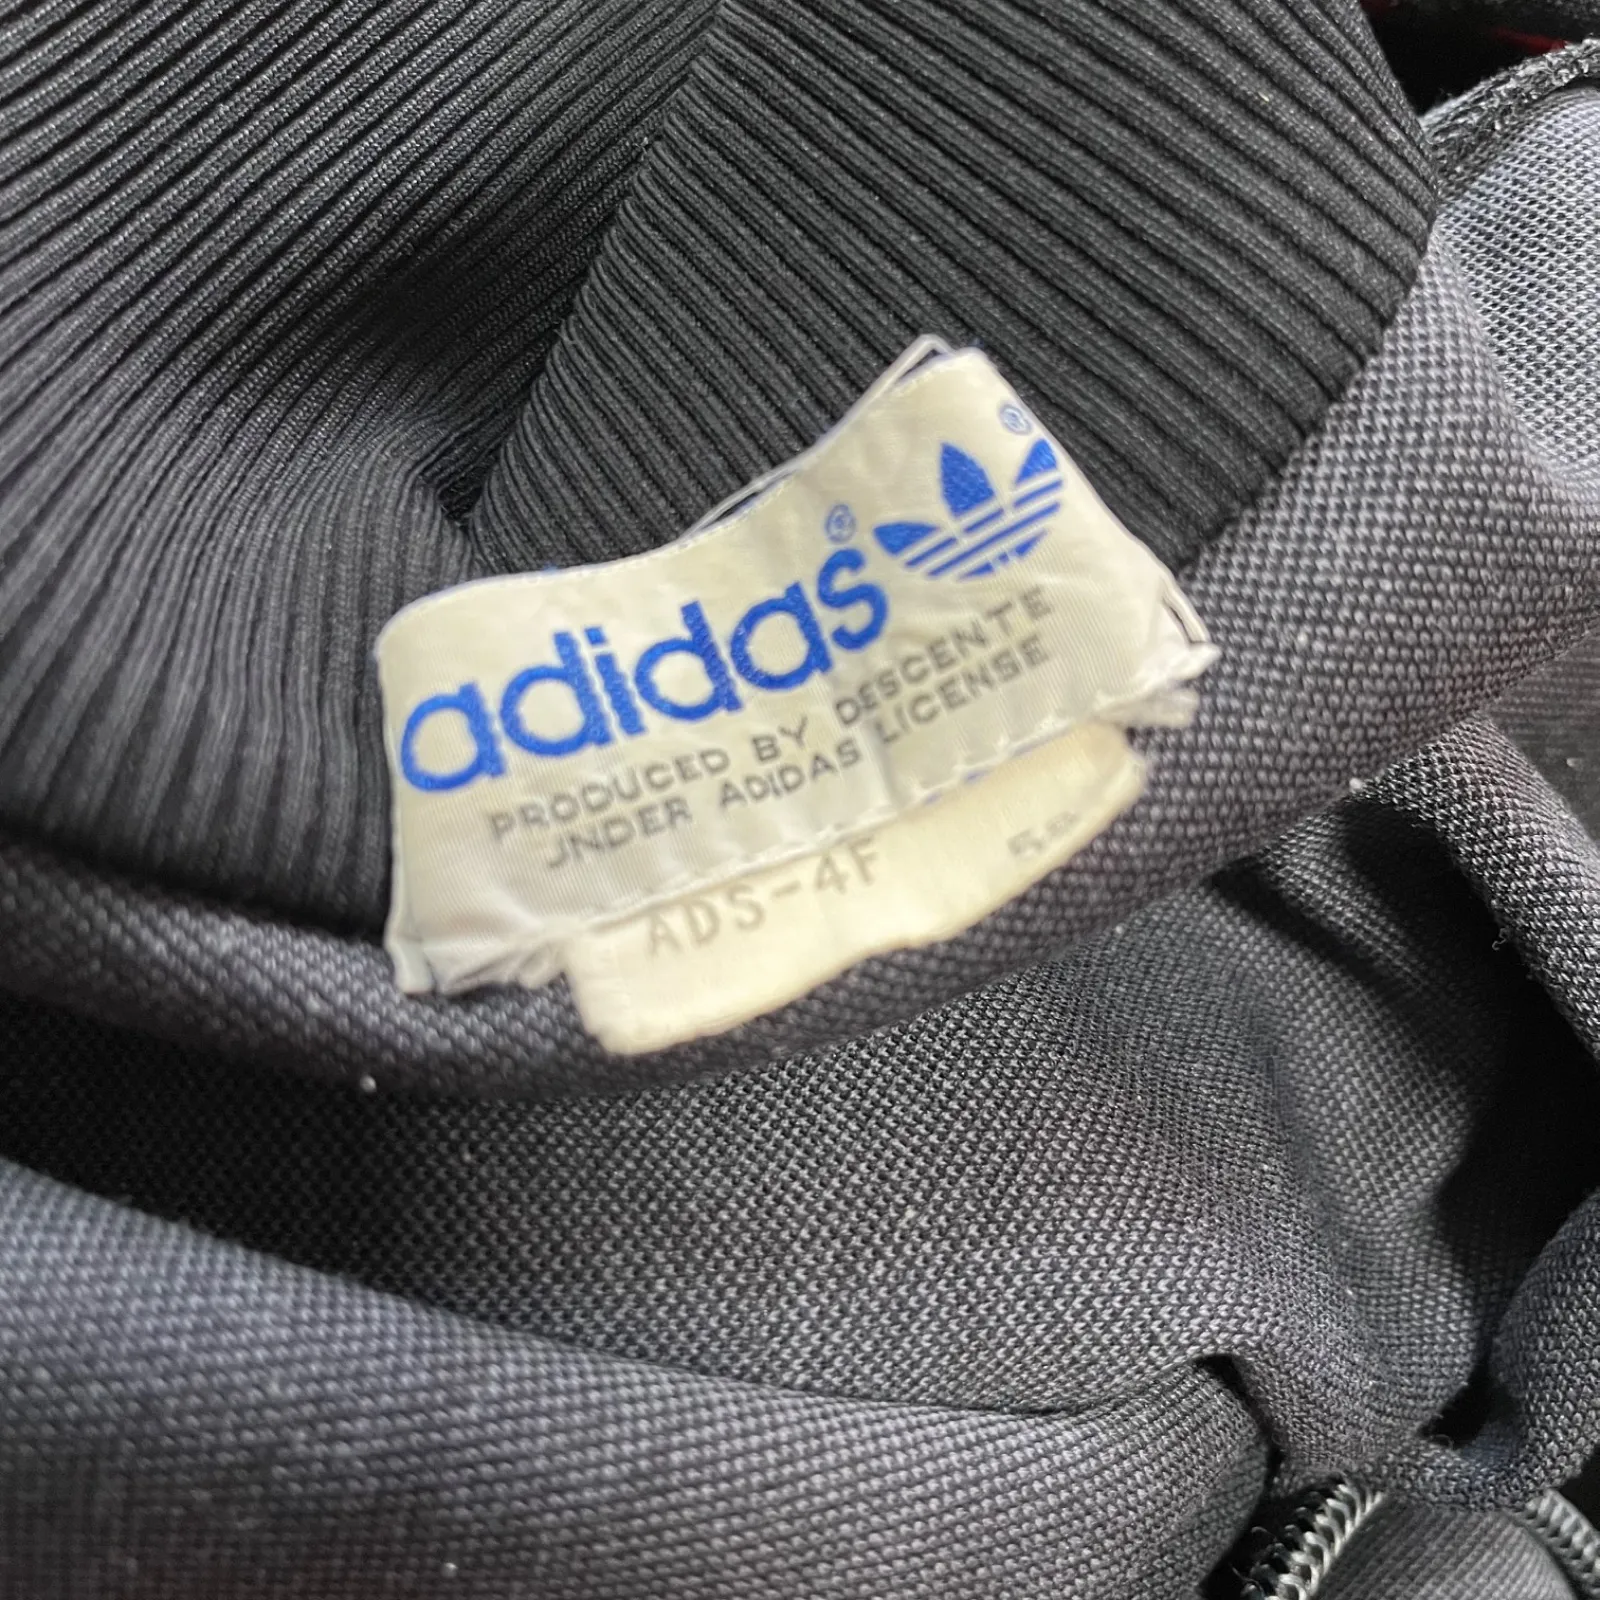 adidas® ®
PRODUCED BY DESCENTE
UNDER ADIDAS LICENSE
ADS-4F